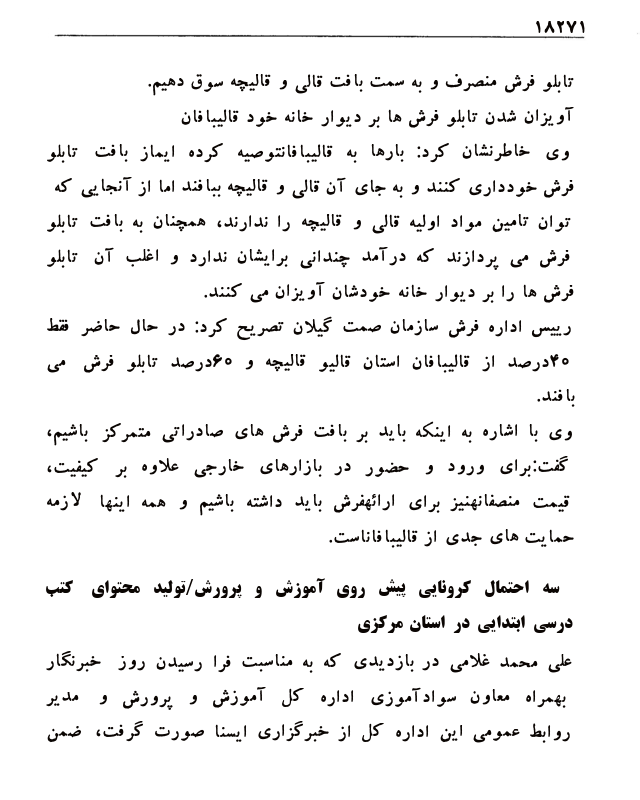 ۱۸۲۷۱
تابلو فرش منصرف و به سمت بافت قالی و قالیچه سوق دهیم.
آویزان شدن تابلو فرش ها بر دیوار خانه خود قالیبافان
وی خاطرنشان کرد: بارها به قالیبافانتوصیه کرده ایماز بافت تابلو
فرش خودداری کنند و به جای آن قالی و قالیچه ببافند اما از آنجایی که
توان تامین مواد اولیه قالی و قالیچه را ندارند، همچنان به بافت تابلو
فرش می پردازند که درآمد چندانی برایشان ندارد و اغلب آن تابلو
فرش ها را بر دیوار خانه خودشان آویزان می کنند.
رییس اداره فرش سازمان صمت گیلان تصریح کرد: در حال حاضر فقط
۴۰درصد از قالیبافان استان قالیو قالیچه و ۶۰درصد تابلو فرش می
بافند.
وی با اشاره به اینکه باید بر بافت فرش های صادراتی متمرکز باشیم،
گفت:برای ورود و حضور در بازارهای خارجی علاوه بر کیفیت،
قیمت منصفانهنیز برای ارائهفرش باید داشته باشیم و همه اینها لازمه
حمایت های جدی از قالیبافاناست.
سه احتمال کرونایی پیش روی آموزش و پرورش/تولید محتوای کتب
درسی ابتدایی در استان مرکزی
علی محمد غلامی در بازدیدی که به مناسبت فرا رسیدن روز خبرنگار
بهمراه معاون سوادآموزی اداره کل آموزش و پرورش و مدیر
روابط عمومی این اداره کل از خبرگزاری ایسنا صورت گرفت، ضمن